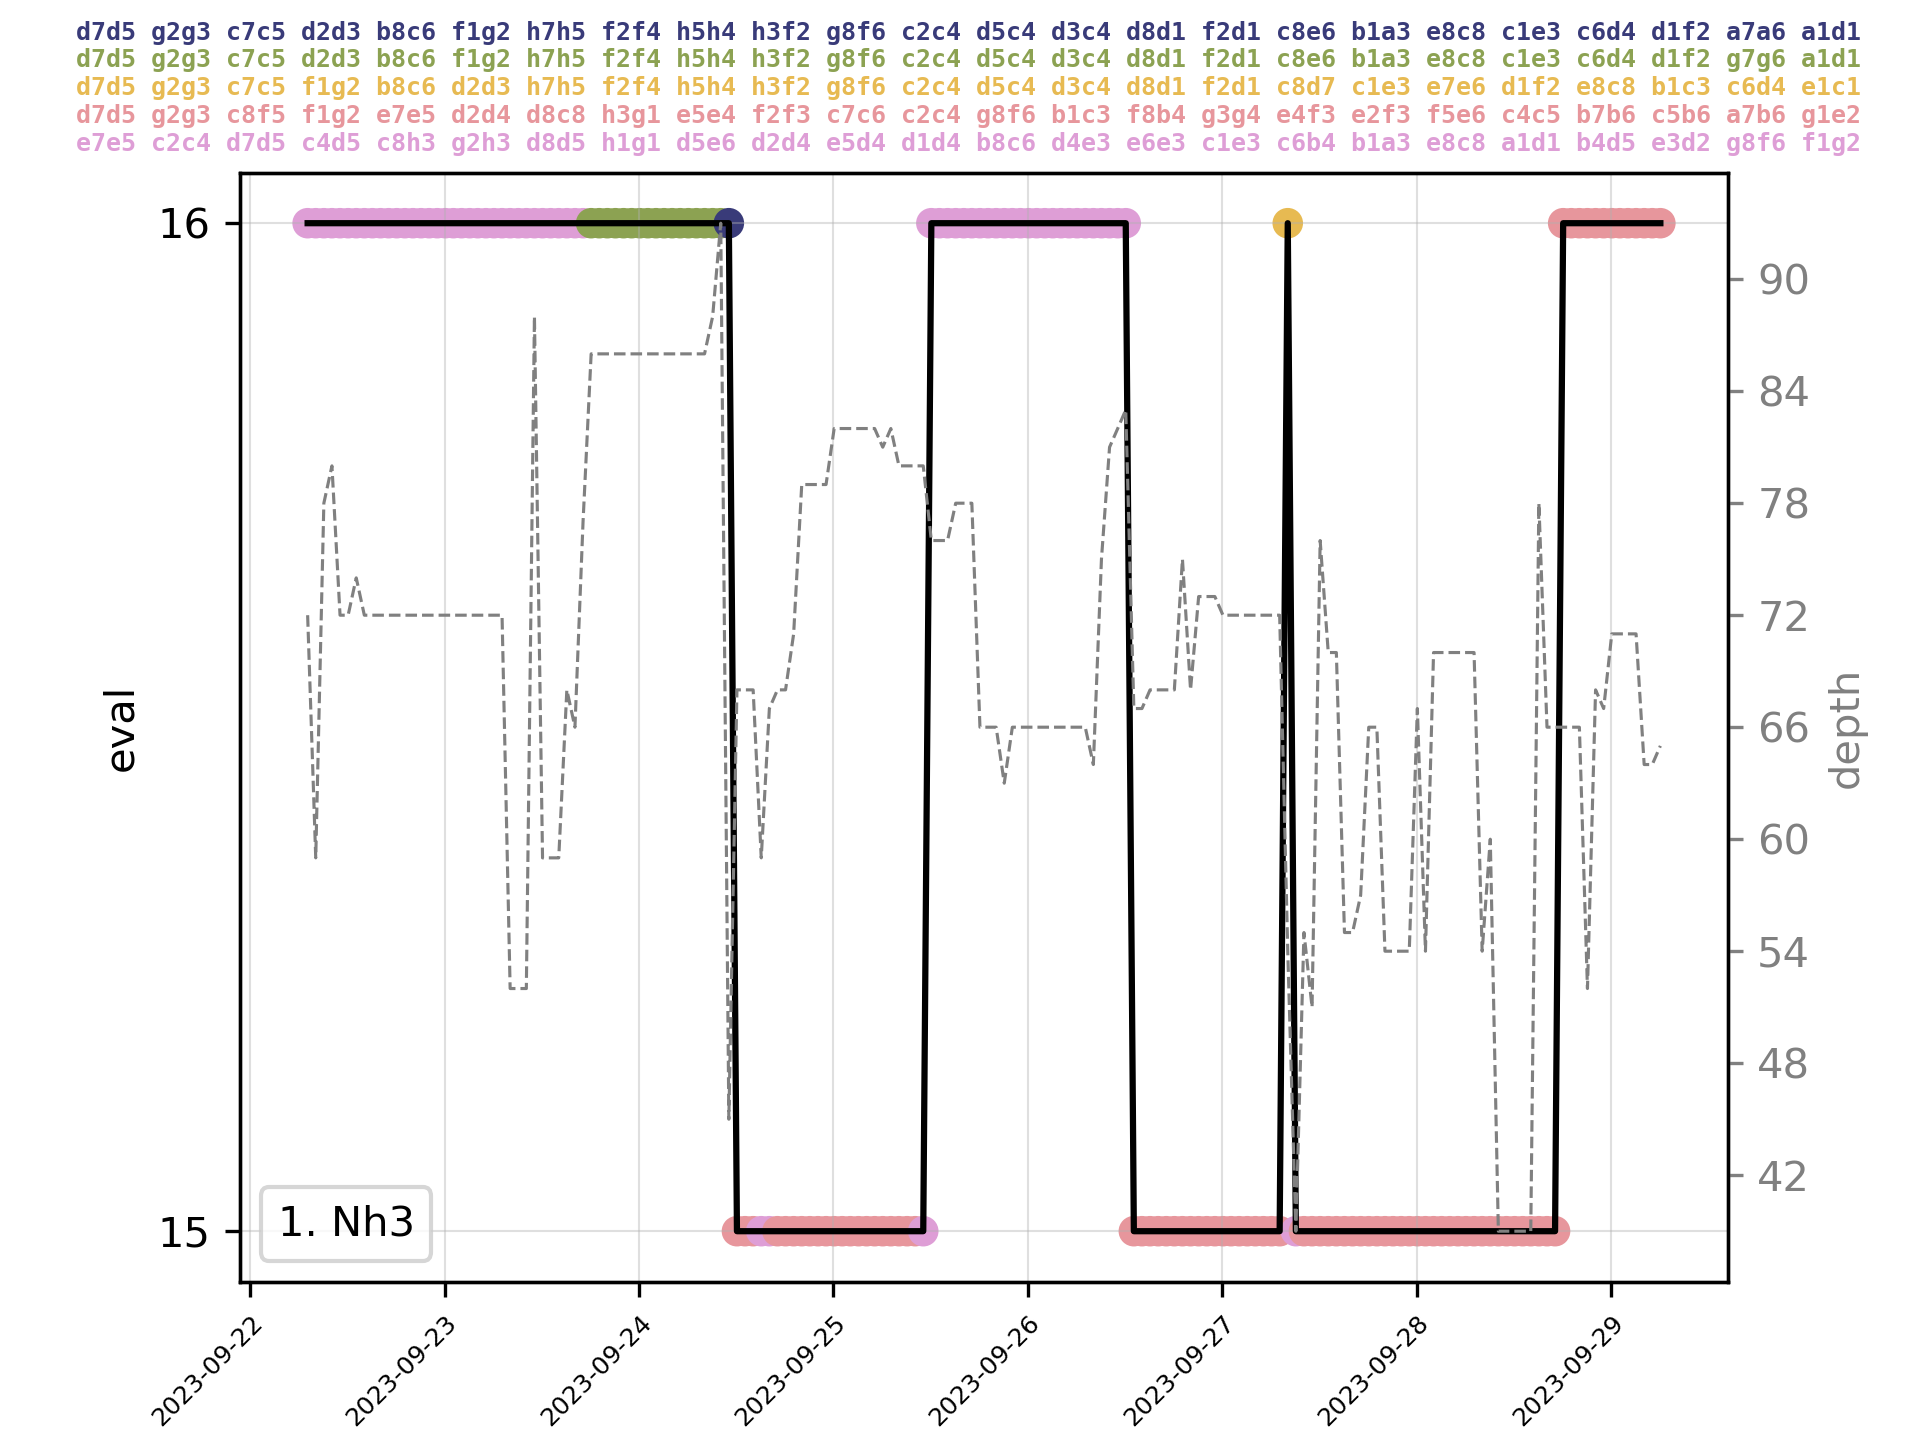 d7d5 g2g3 c7c5 d2d3 b8c6 f1g2 h7h5 f2f4 h5h4 h3f2 g8f6 c2c4 d5c4 d3c4 d8d1 f2d1 c8e6 b1a3 e8c8 c1e3 c6d4 d1f2 a7a6 a1d1
d7d5 g2g3 c7c5 d2d3 b8c6 f1g2 h7h5 f2f4 h5h4 h3f2 g8f6 c2c4 d5c4 d3c4 d8d1 f2d1 c8e6 b1a3 e8c8 c1e3 c6d4 d1f2 g7g6 a1d1
d7d5 g2g3 c7c5 f1g2 b8c6 d2d3 h7h5 f2f4 h5h4 h3f2 g8f6 c2c4 d5c4 d3c4 d8d1 f2d1 c8d7 c1e3 e7e6 d1f2 e8c8 b1c3 c6d4 e1c1
d7d5 g2g3 c8f5 f1g2 e7e5 d2d4 d8c8 h3g1 e5e4 f2f3 c7c6 c2c4 g8f6 b1c3 f8b4 g3g4 e4f3 e2f3 f5e6 c4c5 b7b6 c5b6 a7b6 g1e2
e7e5 c2c4 d7d5 c4d5 c8h3 g2h3 d8d5 h1g1 d5e6 d2d4 e5d4 d1d4 b8c6 d4e3 e6e3 c1e3 c6b4 b1a3 e8c8 a1d1 b4d5 e3d2 g8f6 f1g2
16
15
eval
90
84
78
72
66
60
54
48
42
depth
1. Nh3
2023-09-22
2023-09-23
2023-09-24
2023-09-25
2023-09-26
2023-09-27
2023-09-28
2023-09-29